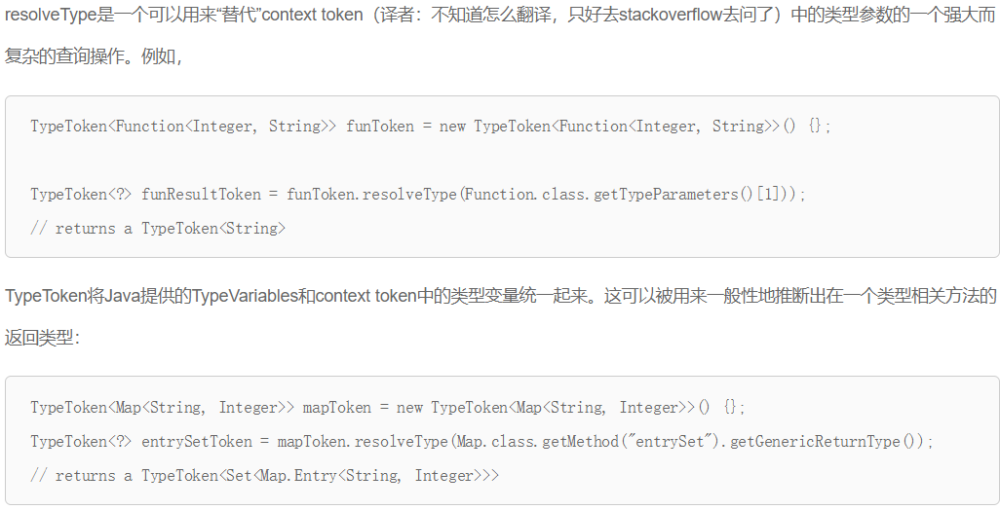 resolveType是一个可以用来“替代”context token（译者：不知道怎么翻译，只好去stackoverflow去问了）中的类型参数的一个强大而
复杂的查询操作。例如，
TypeToken<Function<Integer, String>> funToken = new TypeToken<Function<Integer, String>>() {};
TypeToken<?> funResultToken = funToken.resolveType(Function.class.getTypeParameters()[1]));
// returns a TypeToken<String>
TypeToken将Java提供的TypeVariables和context token中的类型变量统一起来。这可以被用来一般性地推断出在一个类型相关方法的
返回类型：
TypeToken<Map<String, Integer>> mapToken = new TypeToken<Map<String, Integer>>() {};
TypeToken<?> entrySetToken = mapToken.resolveType(Map.class.getMethod("entrySet").getGenericReturnType());
// returns a TypeToken<Set<Map.Entry<String, Integer>>>